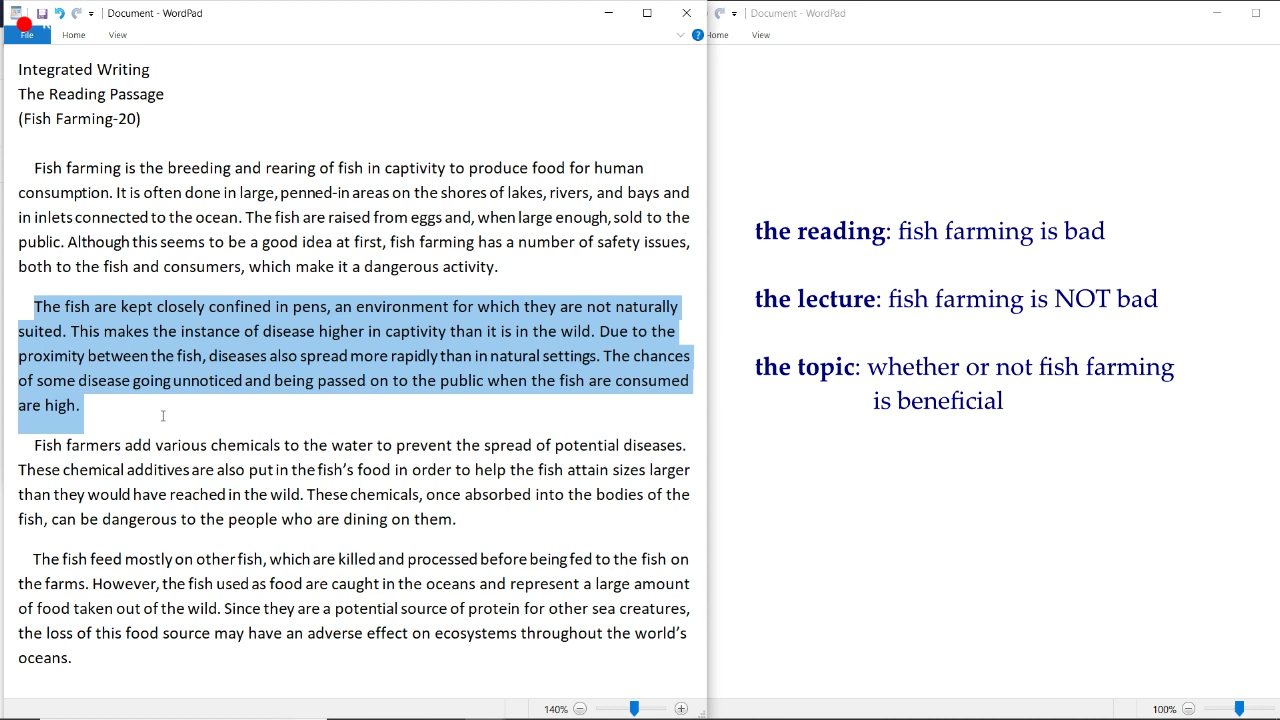 Document - WordPad
File Home View
Integrated Writing
The Reading Passage
(Fish Farming-20)
Fish farming is the breeding and rearing of fish in captivity to produce food for human
consumption. It is often done in large, penned-in areas on the shores of lakes, rivers, and bays and
in inlets connected to the ocean. The fish are raised from eggs and, when large enough, sold to the
public. Although this seems to be a good idea at first, fish farming has a number of safety issues,
both to the fish and consumers, which make it a dangerous activity.
The fish are kept closely confined in pens, an environment for which they are not naturally
suited. This makes the instance of disease higher in captivity than it is in the wild. Due to the
proximity between the fish, diseases also spread more rapidly than in natural settings. The chances
of some disease going unnoticed and being passed on to the public when the fish are consumed
are high.
Fish farmers add various chemicals to the water to prevent the spread of potential diseases.
These chemical additives are also put in the fish's food in order to help the fish attain sizes larger
than they would have reached in the wild. These chemicals, once absorbed into the bodies of the
fish, can be dangerous to the people who are dining on them.
The fish feed mostly on other fish, which are killed and processed before being fed to the fish on
the farms. However, the fish used as food are caught in the oceans and represent a large amount
of food taken out of the wild. Since they are a potential source of protein for other sea creatures,
the loss of this food source may have an adverse effect on ecosystems throughout the world's
oceans.
140%
Document - WordPad
Home View
the reading: fish farming is bad
the lecture: fish farming is NOT bad
the topic: whether or not fish farming
is beneficial
100%